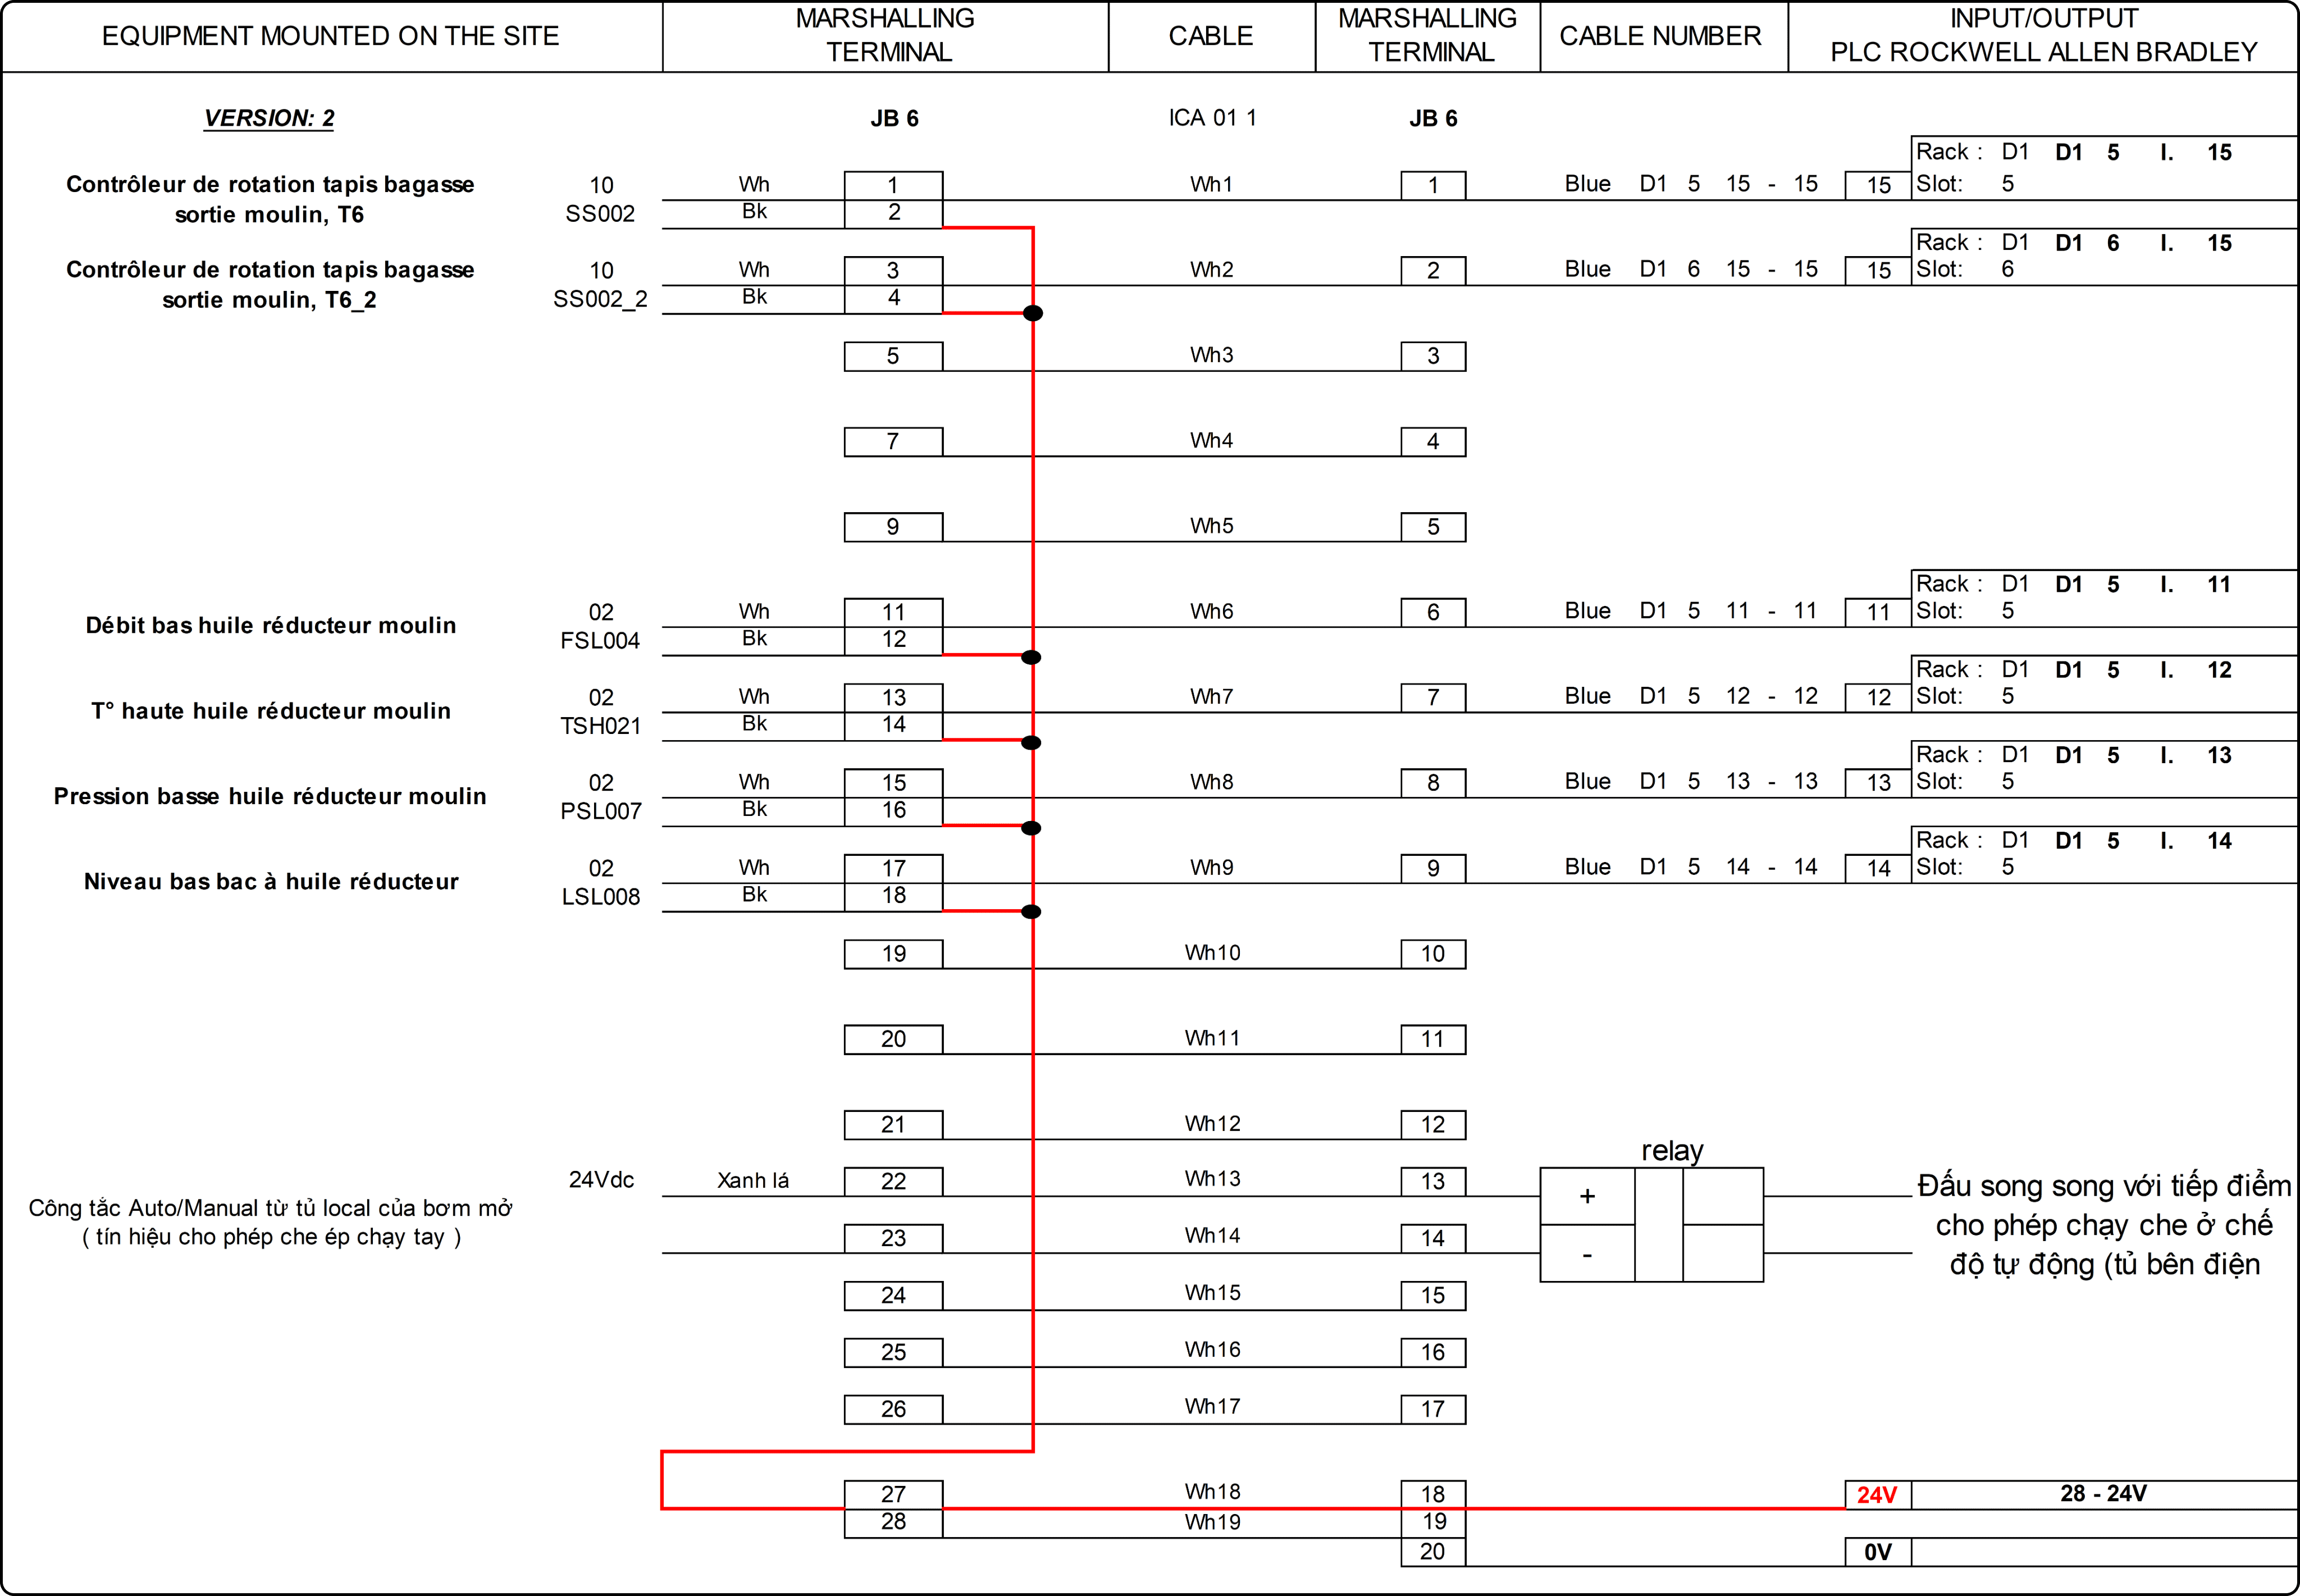 EQUIPMENT MOUNTED ON THE SITE
MARSHALLING
TERMINAL
CABLE
MARSHALLING
TERMINAL
CABLE NUMBER
INPUT/OUTPUT
PLC ROCKWELL ALLEN BRADLEY
VERSION: 2
JB 6
ICA 01 1
JB 6
Rack : D1 D1 5 I. 15
Contrôleur de rotation tapis bagasse 10 Wh 1 Wh1 1 Blue D1 5 15 - 15 15 Slot: 5
sortie moulin, T6 SS002 Bk 2
Rack : D1 D1 6 I. 15
Contrôleur de rotation tapis bagasse 10 Wh 3 Wh2 2 Blue D1 6 15 - 15 15 Slot: 6
sortie moulin, T6_2 SS002_2 Bk 4
5 Wh3 3
7 Wh4 4
9 Wh5 5
Rack : D1 D1 5 I. 11
02 Wh 11 Wh6 6 Blue D1 5 11 - 11 11 Slot: 5
Débit bas huile réducteur moulin FSL004 Bk 12
Rack : D1 D1 5 I. 12
02 Wh 13 Wh7 7 Blue D1 5 12 - 12 12 Slot: 5
T° haute huile réducteur moulin TSH021 Bk 14
Rack : D1 D1 5 I. 13
02 Wh 15 Wh8 8 Blue D1 5 13 - 13 13 Slot: 5
Pression basse huile réducteur moulin PSL007 Bk 16
Rack : D1 D1 5 I. 14
02 Wh 17 Wh9 9 Blue D1 5 14 - 14 14 Slot: 5
Niveau bas bac à huile réducteur LSL008 Bk 18
19 Wh10 10
20 Wh11 11
21 Wh12 12
relay
24Vdc Xanh lá 22 Wh13 13 +
Công tắc Auto/Manual từ tủ local của bơm mở
( tín hiệu cho phép che ép chạy tay )
23 Wh14 14 -
Đấu song song với tiếp điểm
cho phép chạy che ở chế
độ tự động (tủ bên điện
24 Wh15 15
25 Wh16 16
26 Wh17 17
27 Wh18 18 24V 28 - 24V
28 Wh19 19
20 0V